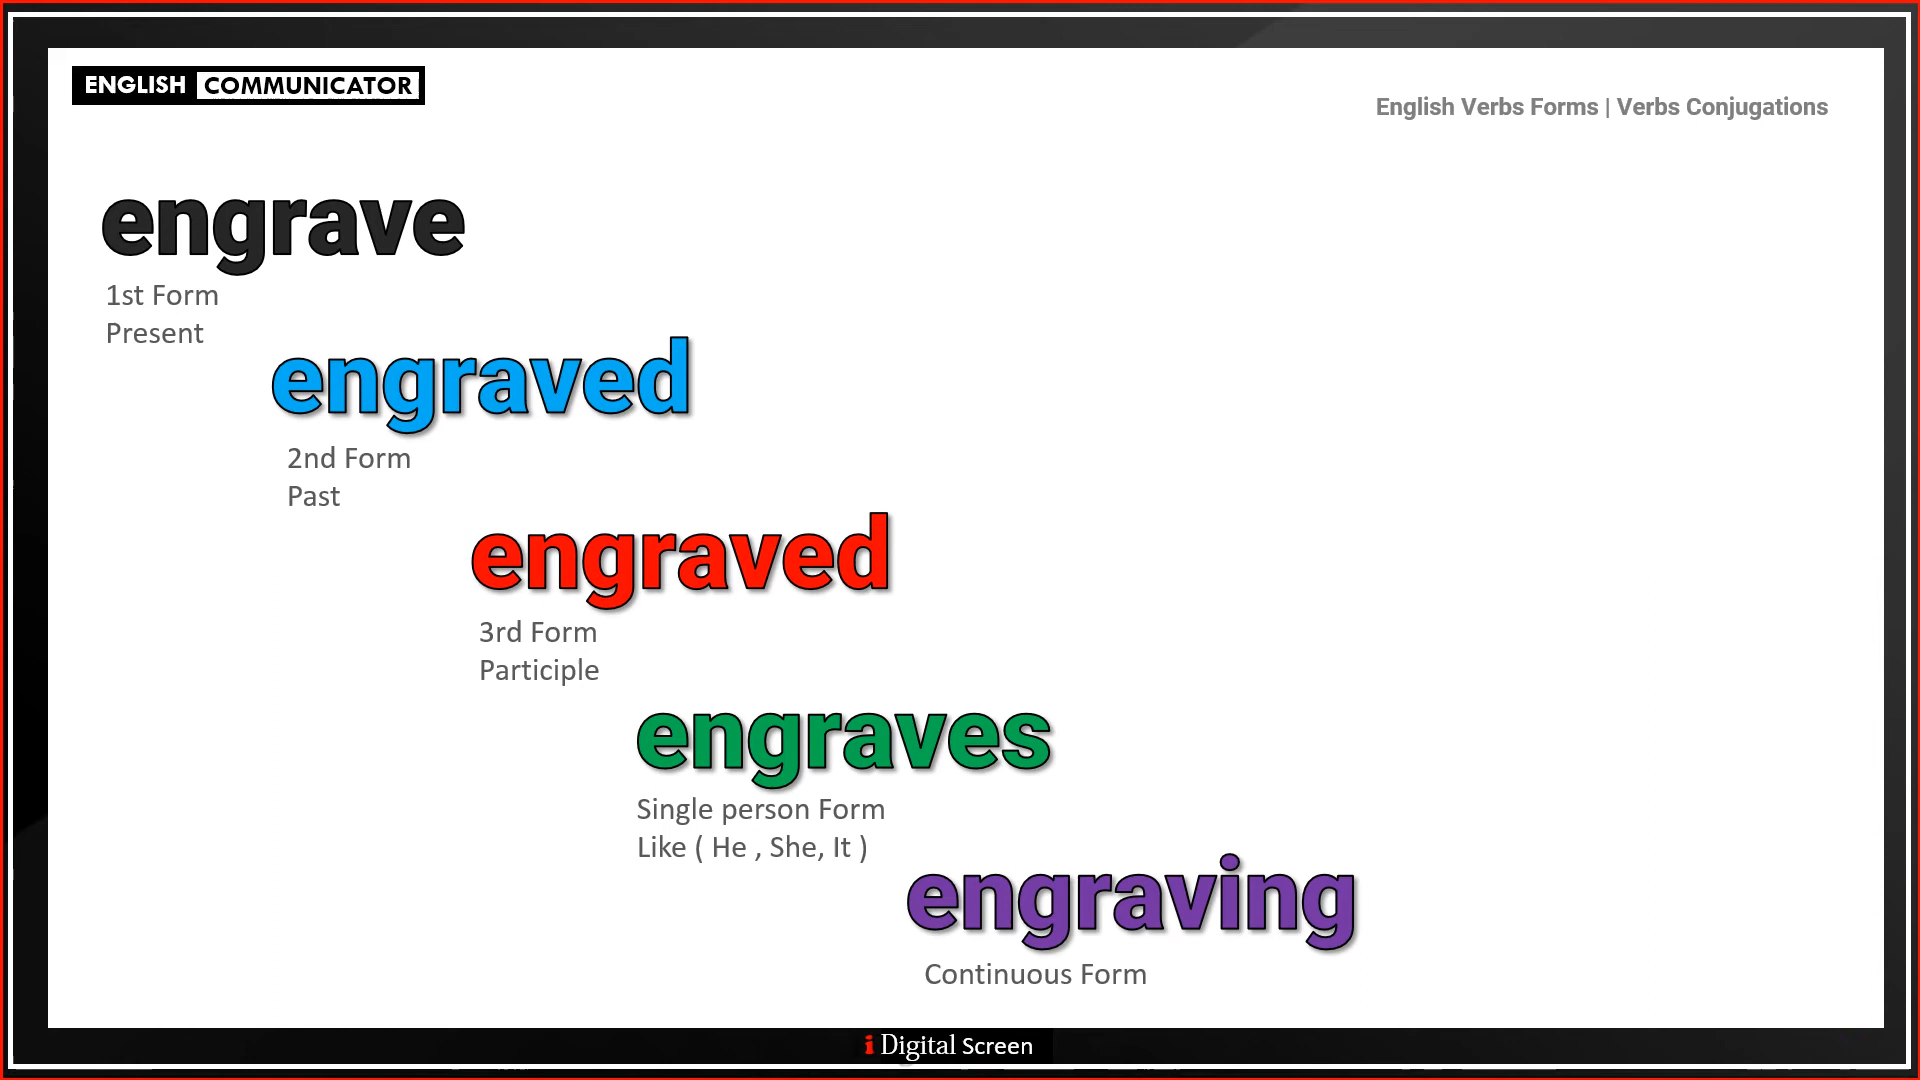 ENGLISH COMMUNICATOR
English Verbs Forms | Verbs Conjugations
engrave
1st Form
Present
engraved
2nd Form
Past
engraved
3rd Form
Participle
engraves
Single person Form
Like ( He , She, It )
engraving
Continuous Form
i Digital Screen